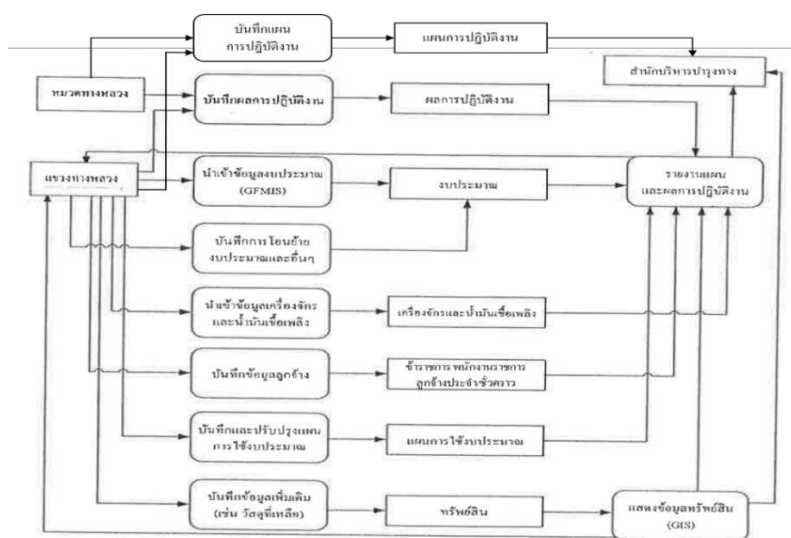 บันทึกแผน
การปฏิบัติงาน
แผนการปฏิบัติงาน
สำนักบริหารบำรุงทาง
หมวดทางหลวง
บันทึกผลการปฏิบัติงาน
ผลการปฏิบัติงาน
แขวงทางหลวง
นำเข้าข้อมูลงบประมาณ
(GFMIS)
งบประมาณ
รายงานแผน
และผลการปฏิบัติงาน
บันทึกการโอนย้าย
งบประมาณและอื่นๆ
นำเข้าข้อมูลเครื่องจักร
และน้ำมันเชื้อเพลิง
เครื่องจักรและน้ำมันเชื้อเพลิง
บันทึกข้อมูลลูกจ้าง
ข้าราชการ พนักงานราชการ
ลูกจ้างประจำชั่วคราว
บันทึกและปรับปรุงแผน
การใช้งบประมาณ
แผนการใช้งบประมาณ
บันทึกข้อมูลเพิ่มเติม
(เช่น วัสดุที่เหลือ)
ทรัพย์สิน
แสดงข้อมูลทรัพย์สิน
(GIS)